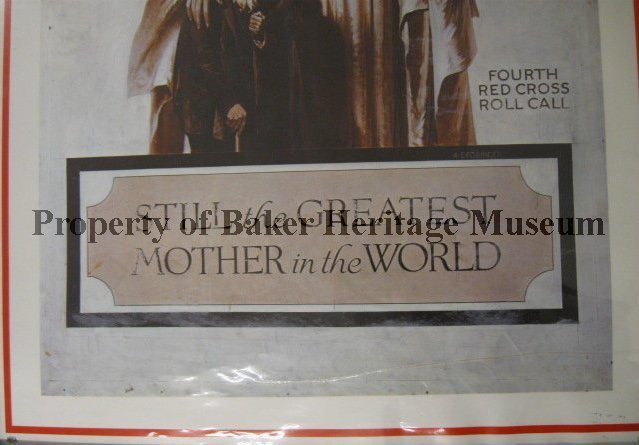 FOURTH
RED CROSS
ROLL CALL
STILL the GREATEST
Property of Baker Heritage Museum
MOTHER in the WORLD